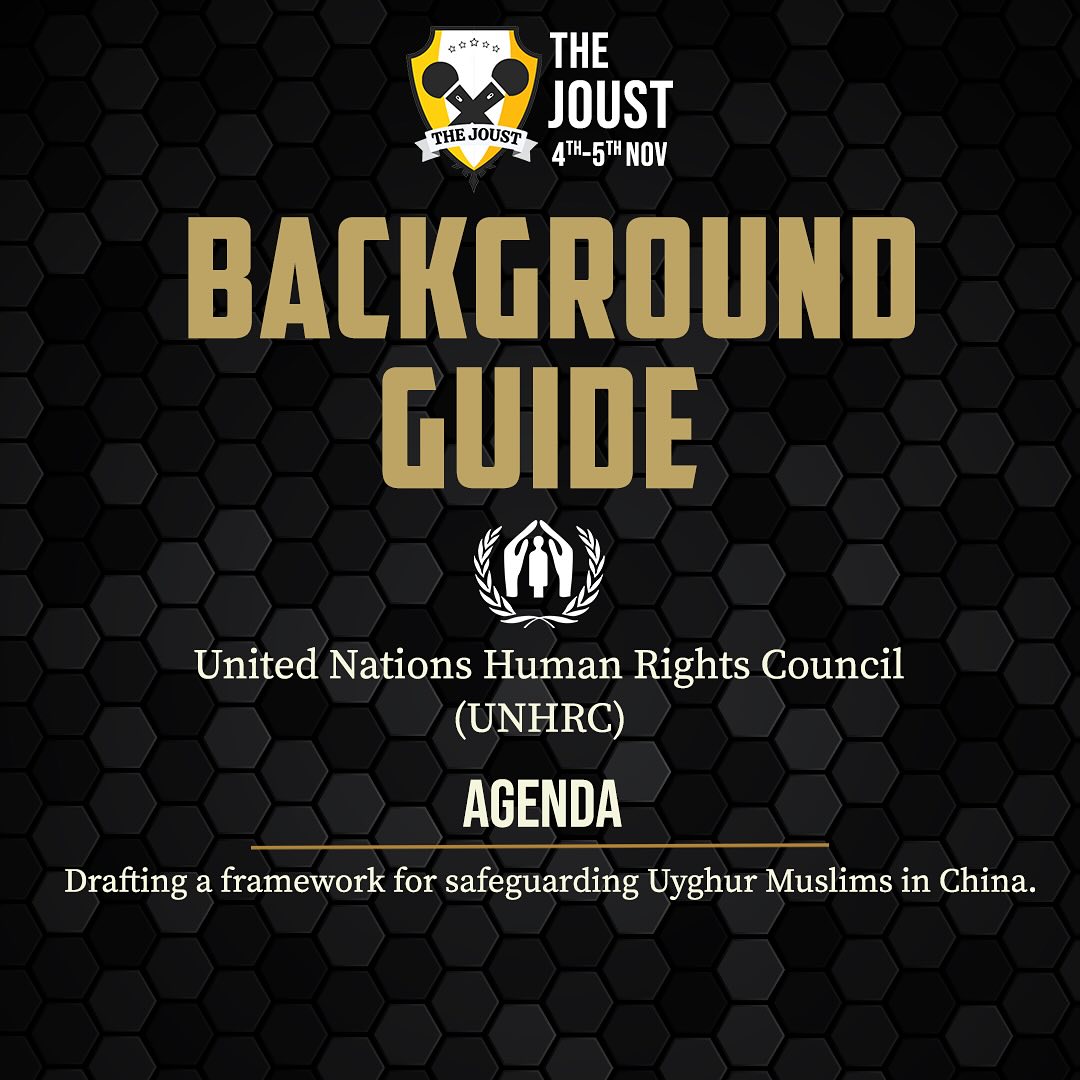 THE JOUST
THE
JOUST
4TH-5TH NOV
BACKGROUND
GUIDE
United Nations Human Rights Council
(UNHRC)
AGENDA
Drafting a framework for safeguarding Uyghur Muslims in China.